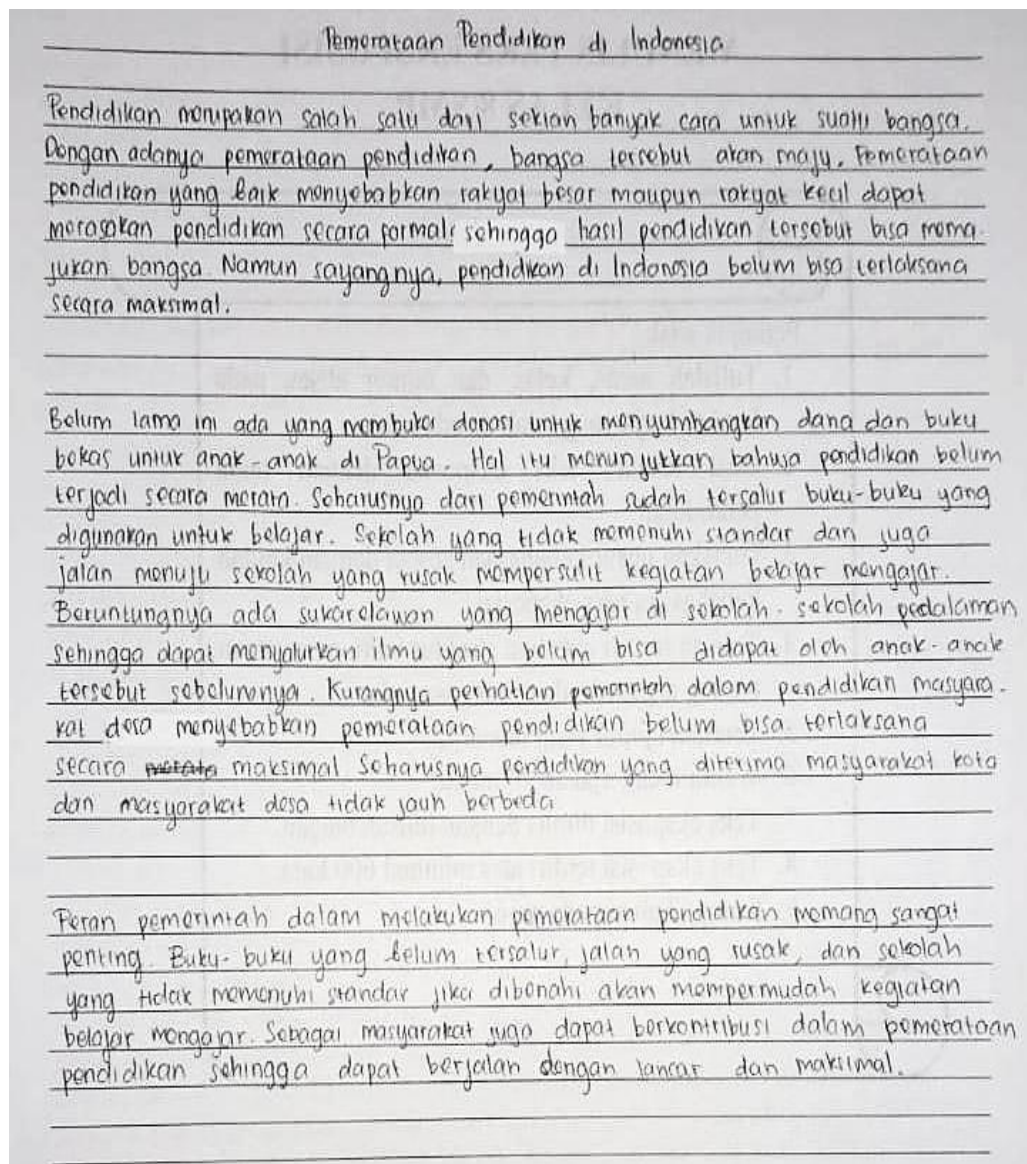 Pemerataan Pendidikan di Indonesia
Pendidikan merupakan salah satu dari sekian banyak cara untuk suatu bangsa.
Dengan adanya pemerataan pendidikan, bangsa tersebut akan maju. Pemerataan
pendidikan yang baik menyebabkan rakyat besar maupun rakyat kecil dapat
merasakan pendidikan secara formal, sehingga hasil pendidikan tersebut bisa mema-
jukan bangsa. Namun sayangnya, pendidikan di Indonesia belum bisa terlaksana
secara maksimal.
Belum lama ini ada yang membuka donasi untuk menyumbangkan dana dan buku
bekas untuk anak-anak di Papua. Hal itu menunjukkan bahwa pendidikan belum
terjadi secara merata. Seharusnya dari pemerintah sudah tersalur buku-buku yang
digunakan untuk belajar. Sekolah yang tidak memenuhi standar dan juga
jalan menuju sekolah yang rusak mempersulit kegiatan belajar mengajar.
Beruntungnya ada sukarelawan yang mengajar di sekolah-sekolah pedalaman
sehingga dapat menyalurkan ilmu yang belum bisa didapat oleh anak-anak
tersebut sebelumnya. Kurangnya perhatian pemerintah dalam pendidikan masyara-
kat desa menyebabkan pemerataan pendidikan belum bisa terlaksana
secara merata maksimal Seharusnya pendidikan yang diterima masyarakat kota
dan masyarakat desa tidak jauh berbeda
Peran pemerintah dalam melakukan pemerataan pendidikan memang sangat
penting. Buku-buku yang belum tersalur, jalan yang rusak, dan sekolah
yang tidak memenuhi standar jika dibenahi akan mempermudah kegiatan
belajar mengajar. Sebagai masyarakat juga dapat berkontribusi dalam pemerataan
pendidikan sehingga dapat berjalan dengan lancar dan maksimal.